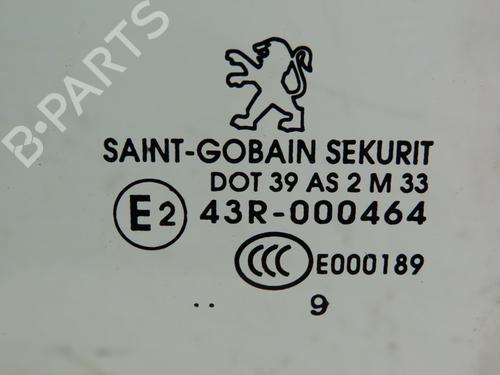 B-PARTS
SAINT-GOBAIN SEKURIT
DOT 39 AS 2 M 33
E2 43R-000464
CCC E000189
.. 9